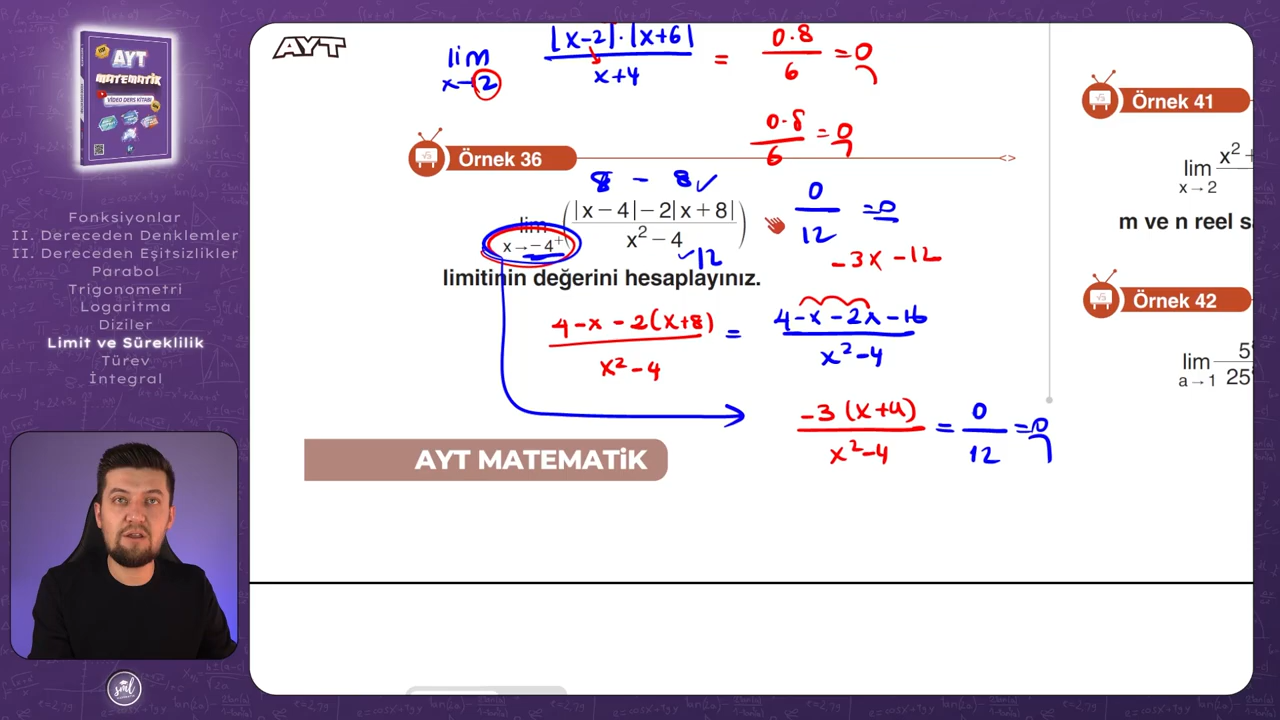 AYT
MATEMATİK
VİDEO DERS KİTABI
Fonksiyonlar
II. Dereceden Denklemler
II. Dereceden Eşitsizlikler
Parabol
Trigonometri
Logaritma
Diziler
Limit ve Süreklilik
Türev
İntegral
sml
AYT
lim x→2 |x-2|·|x+6| / x+4 = 0.8 / 6 = 0
0.8 / 6 = 0
Örnek 36
8 - 8 ✓
lim x→-4⁺ (|x-4|-2|x+8| / x²-4)
✓12
0 / 12 = 0
-3x -12
limitinin değerini hesaplayınız.
4-x-2(x+8) / x²-4 = 4-x-2x-16 / x²-4
-3(x+4) / x²-4 = 0 / 12 = 0
AYT MATEMATİK
Örnek 41
lim x→2 x²+
m ve n reel s
Örnek 42
lim a→1 5 / 25